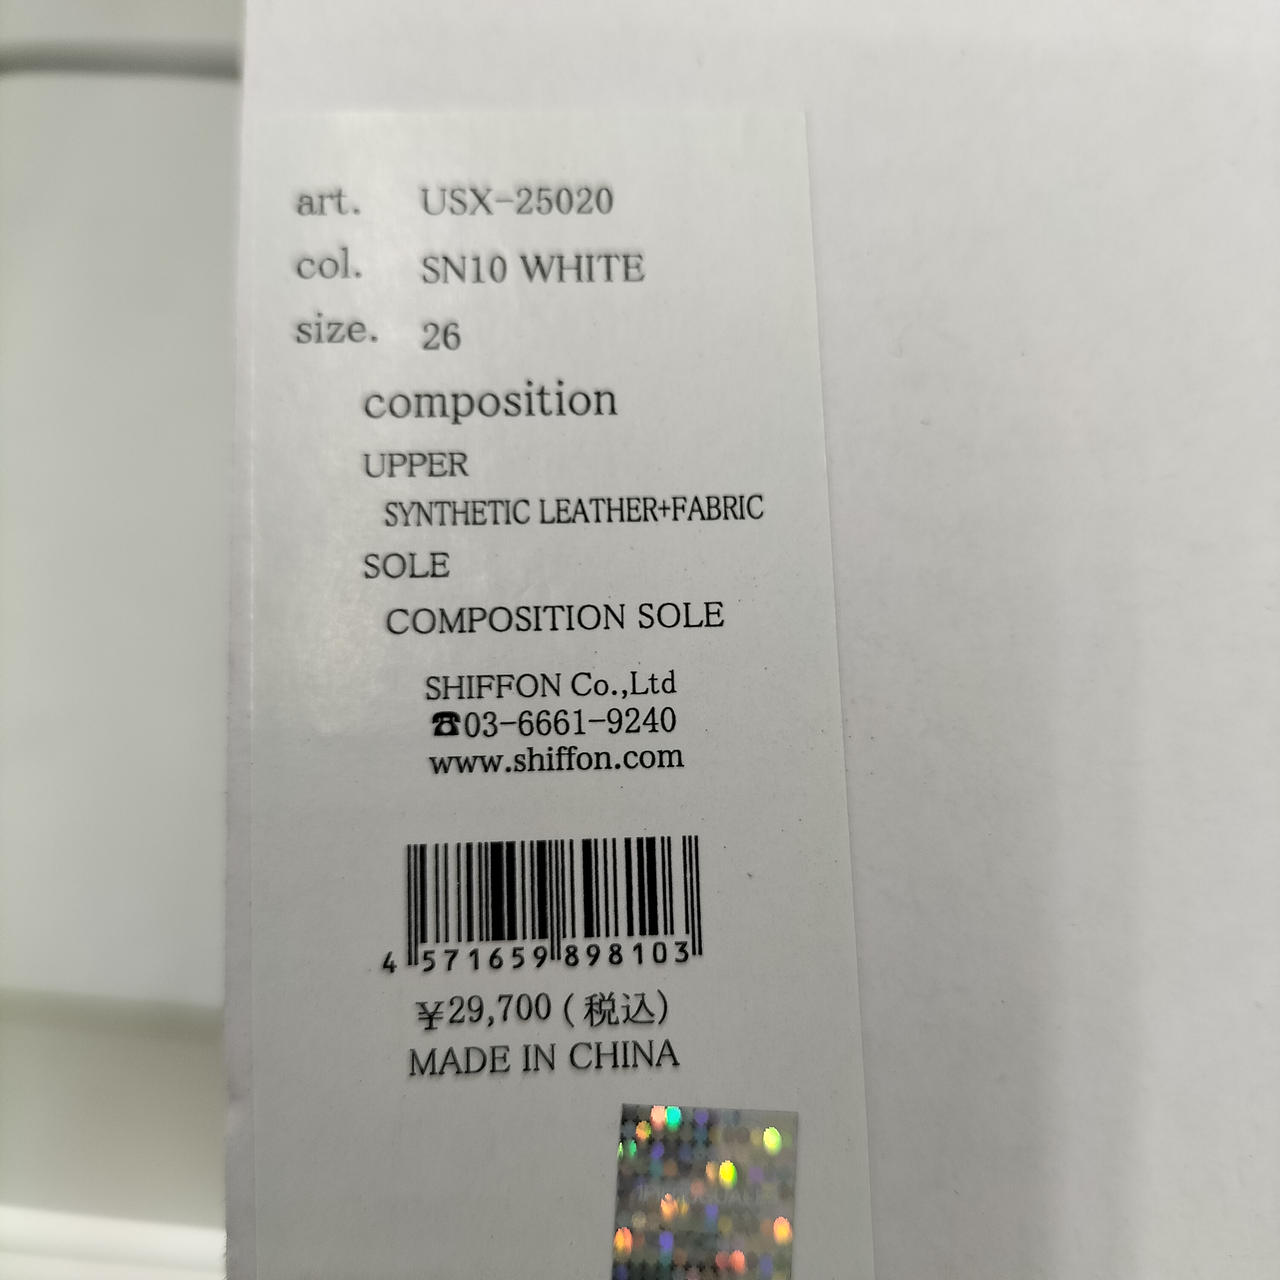 art. USX-25020
col. SN10 WHITE
size. 26
composition
UPPER
SYNTHETIC LEATHER+FABRIC
SOLE
COMPOSITION SOLE
SHIFFON Co.,Ltd
☎03-6661-9240
www.shiffon.com
4 571659 898103
¥29,700 (税込)
MADE IN CHINA